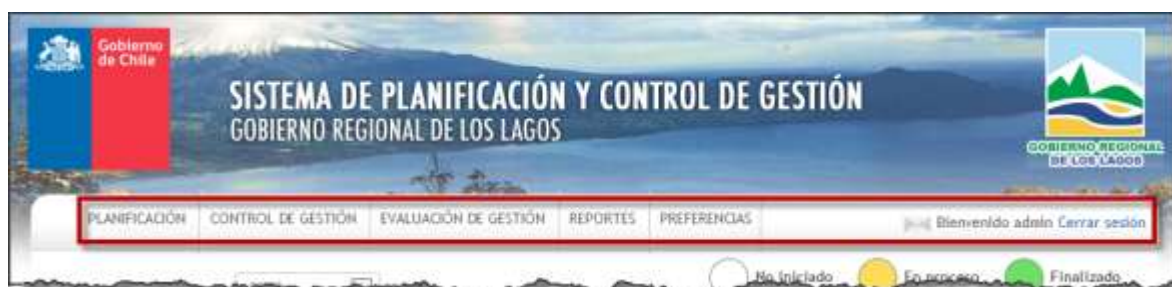 Gobierno
de Chile
SISTEMA DE PLANIFICACIÓN Y CONTROL DE GESTIÓN
GOBIERNO REGIONAL DE LOS LAGOS
GOBIERNO REGIONAL
DE LOS LAGOS
PLANIFICACIÓN CONTROL DE GESTIÓN EVALUACIÓN DE GESTIÓN REPORTES PREFERENCIAS Bienvenido admin Cerrar sesión
No Iniciado En proceso Finalizado